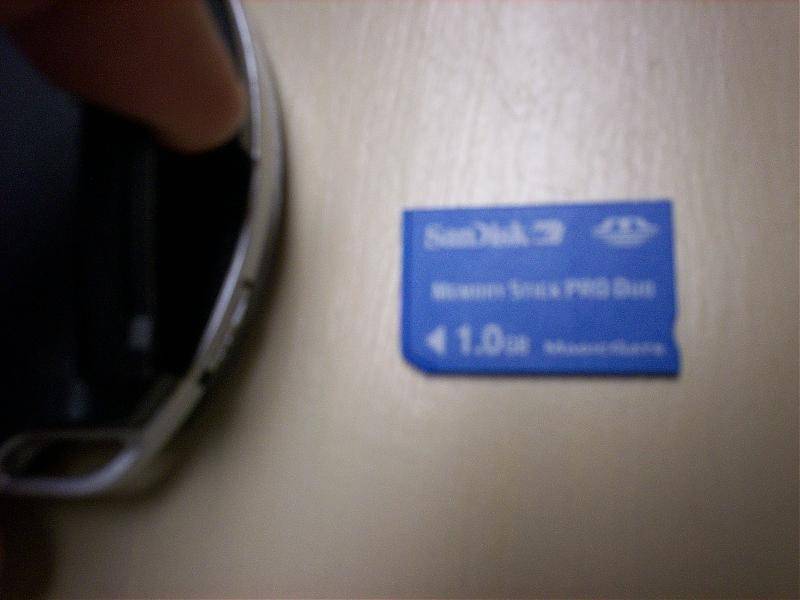 SanDisk
MEMORY STICK PRO DUO
1.0GB MAGICGATE